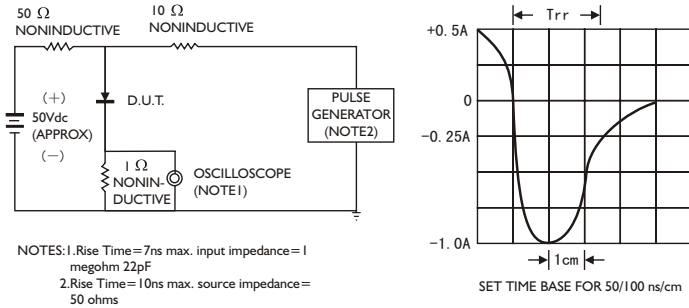 50 Ω
NONINDUCTIVE
10 Ω
NONINDUCTIVE
(+)
50Vdc
(APPROX)
(−)
D.U.T.
PULSE
GENERATOR
(NOTE2)
1 Ω
NONIN-
DUCTIVE
OSCILLOSCOPE
(NOTE1)
NOTES:1.Rise Time=7ns max. input impedance=1
megohm 22pF
2.Rise Time=10ns max. source impedance=
50 ohms
Trr
+0.5A
0
-0.25A
-1.0A
1cm
SET TIME BASE FOR 50/100 ns/cm